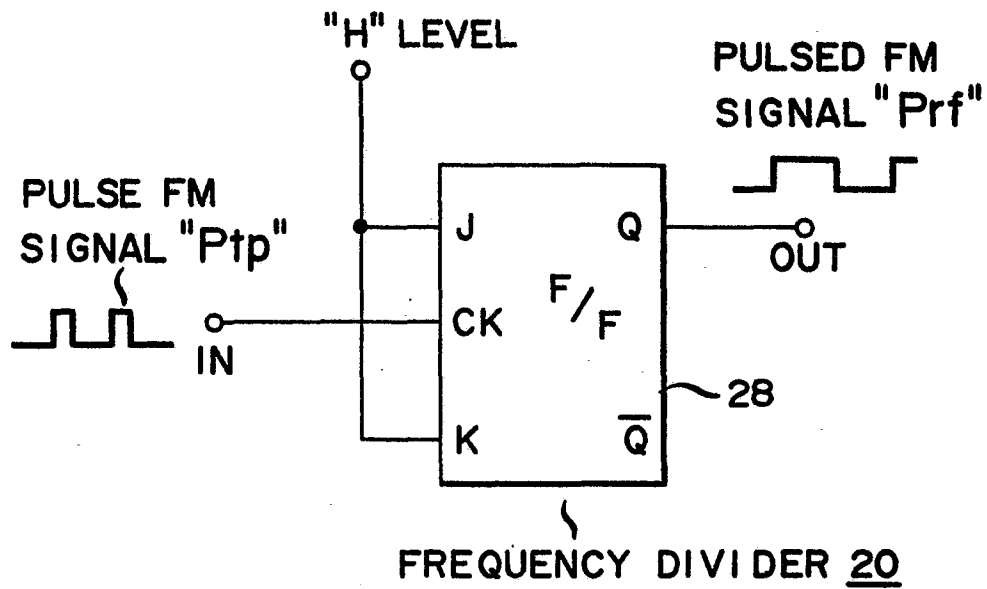 "H" LEVEL
PULSED FM
SIGNAL "Prf"
PULSE FM
SIGNAL "Ptp"
J
Q
OUT
F/F
CK
IN
28
K
Q̅
FREQUENCY DIVIDER 20